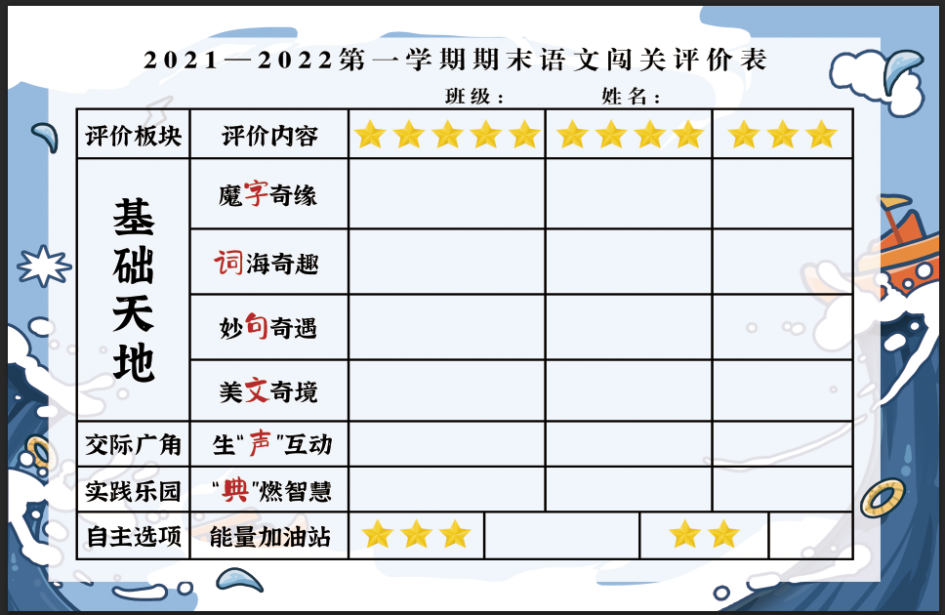 2021—2022第一学期期末语文闯关评价表
班级： 姓名：
评价板块 评价内容
基础天地
魔字奇缘
词海奇趣
妙句奇遇
美文奇境
交际广角 生“声”互动
实践乐园 “典”燃智慧
自主选项 能量加油站